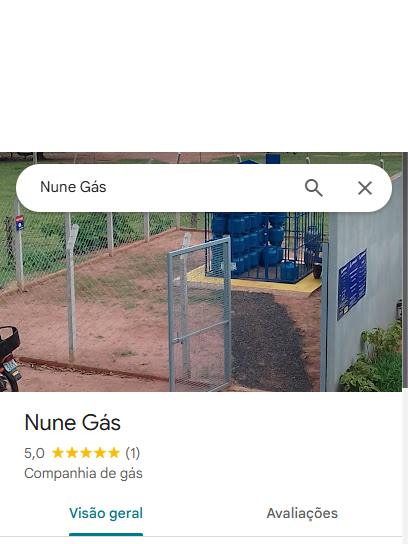 Nune Gás
Nune Gás
5,0 ★★★★★ (1)
Companhia de gás
Visão geral
Avaliações